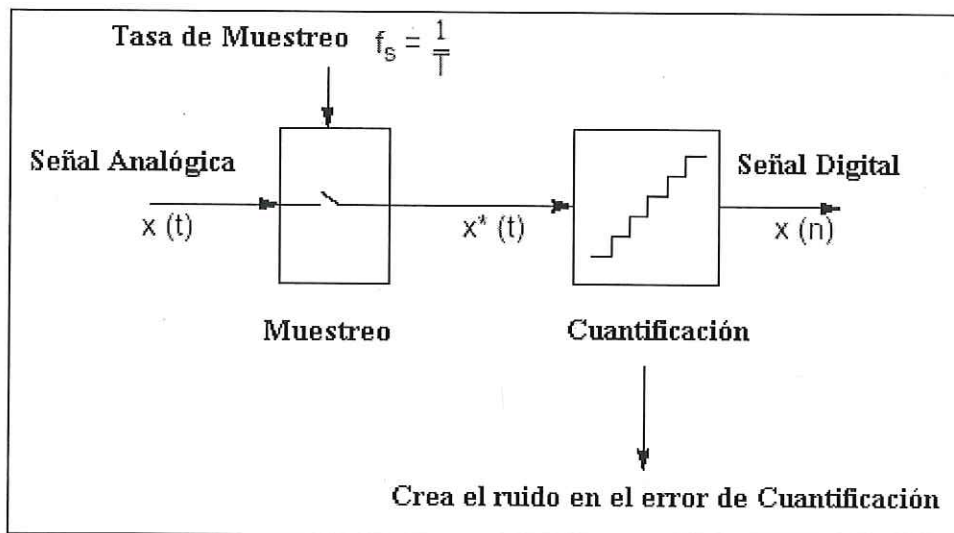 Tasa de Muestreo f_s = 1/T
Señal Analógica
Señal Digital
x (t)
x* (t)
x (n)
Muestreo
Cuantificación
Crea el ruido en el error de Cuantificación